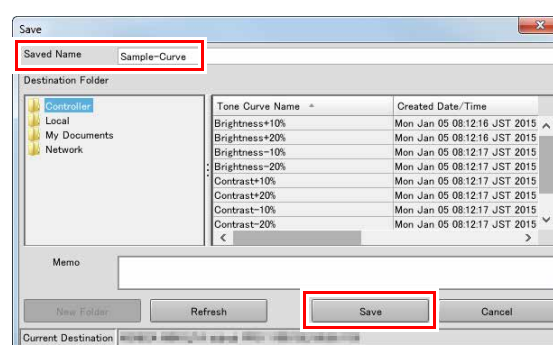 Save
Saved Name Sample-Curve
Destination Folder
Controller
Local
My Documents
Network
Tone Curve Name Created Date/Time
Brightness+10% Mon Jan 05 08:12:16 JST 2015
Brightness+20% Mon Jan 05 08:12:16 JST 2015
Brightness-10% Mon Jan 05 08:12:17 JST 2015
Brightness-20% Mon Jan 05 08:12:17 JST 2015
Contrast+10% Mon Jan 05 08:12:17 JST 2015
Contrast+20% Mon Jan 05 08:12:17 JST 2015
Contrast-10% Mon Jan 05 08:12:17 JST 2015
Contrast-20% Mon Jan 05 08:12:17 JST 2015
Memo
New Folder Refresh Save Cancel
Current Destination